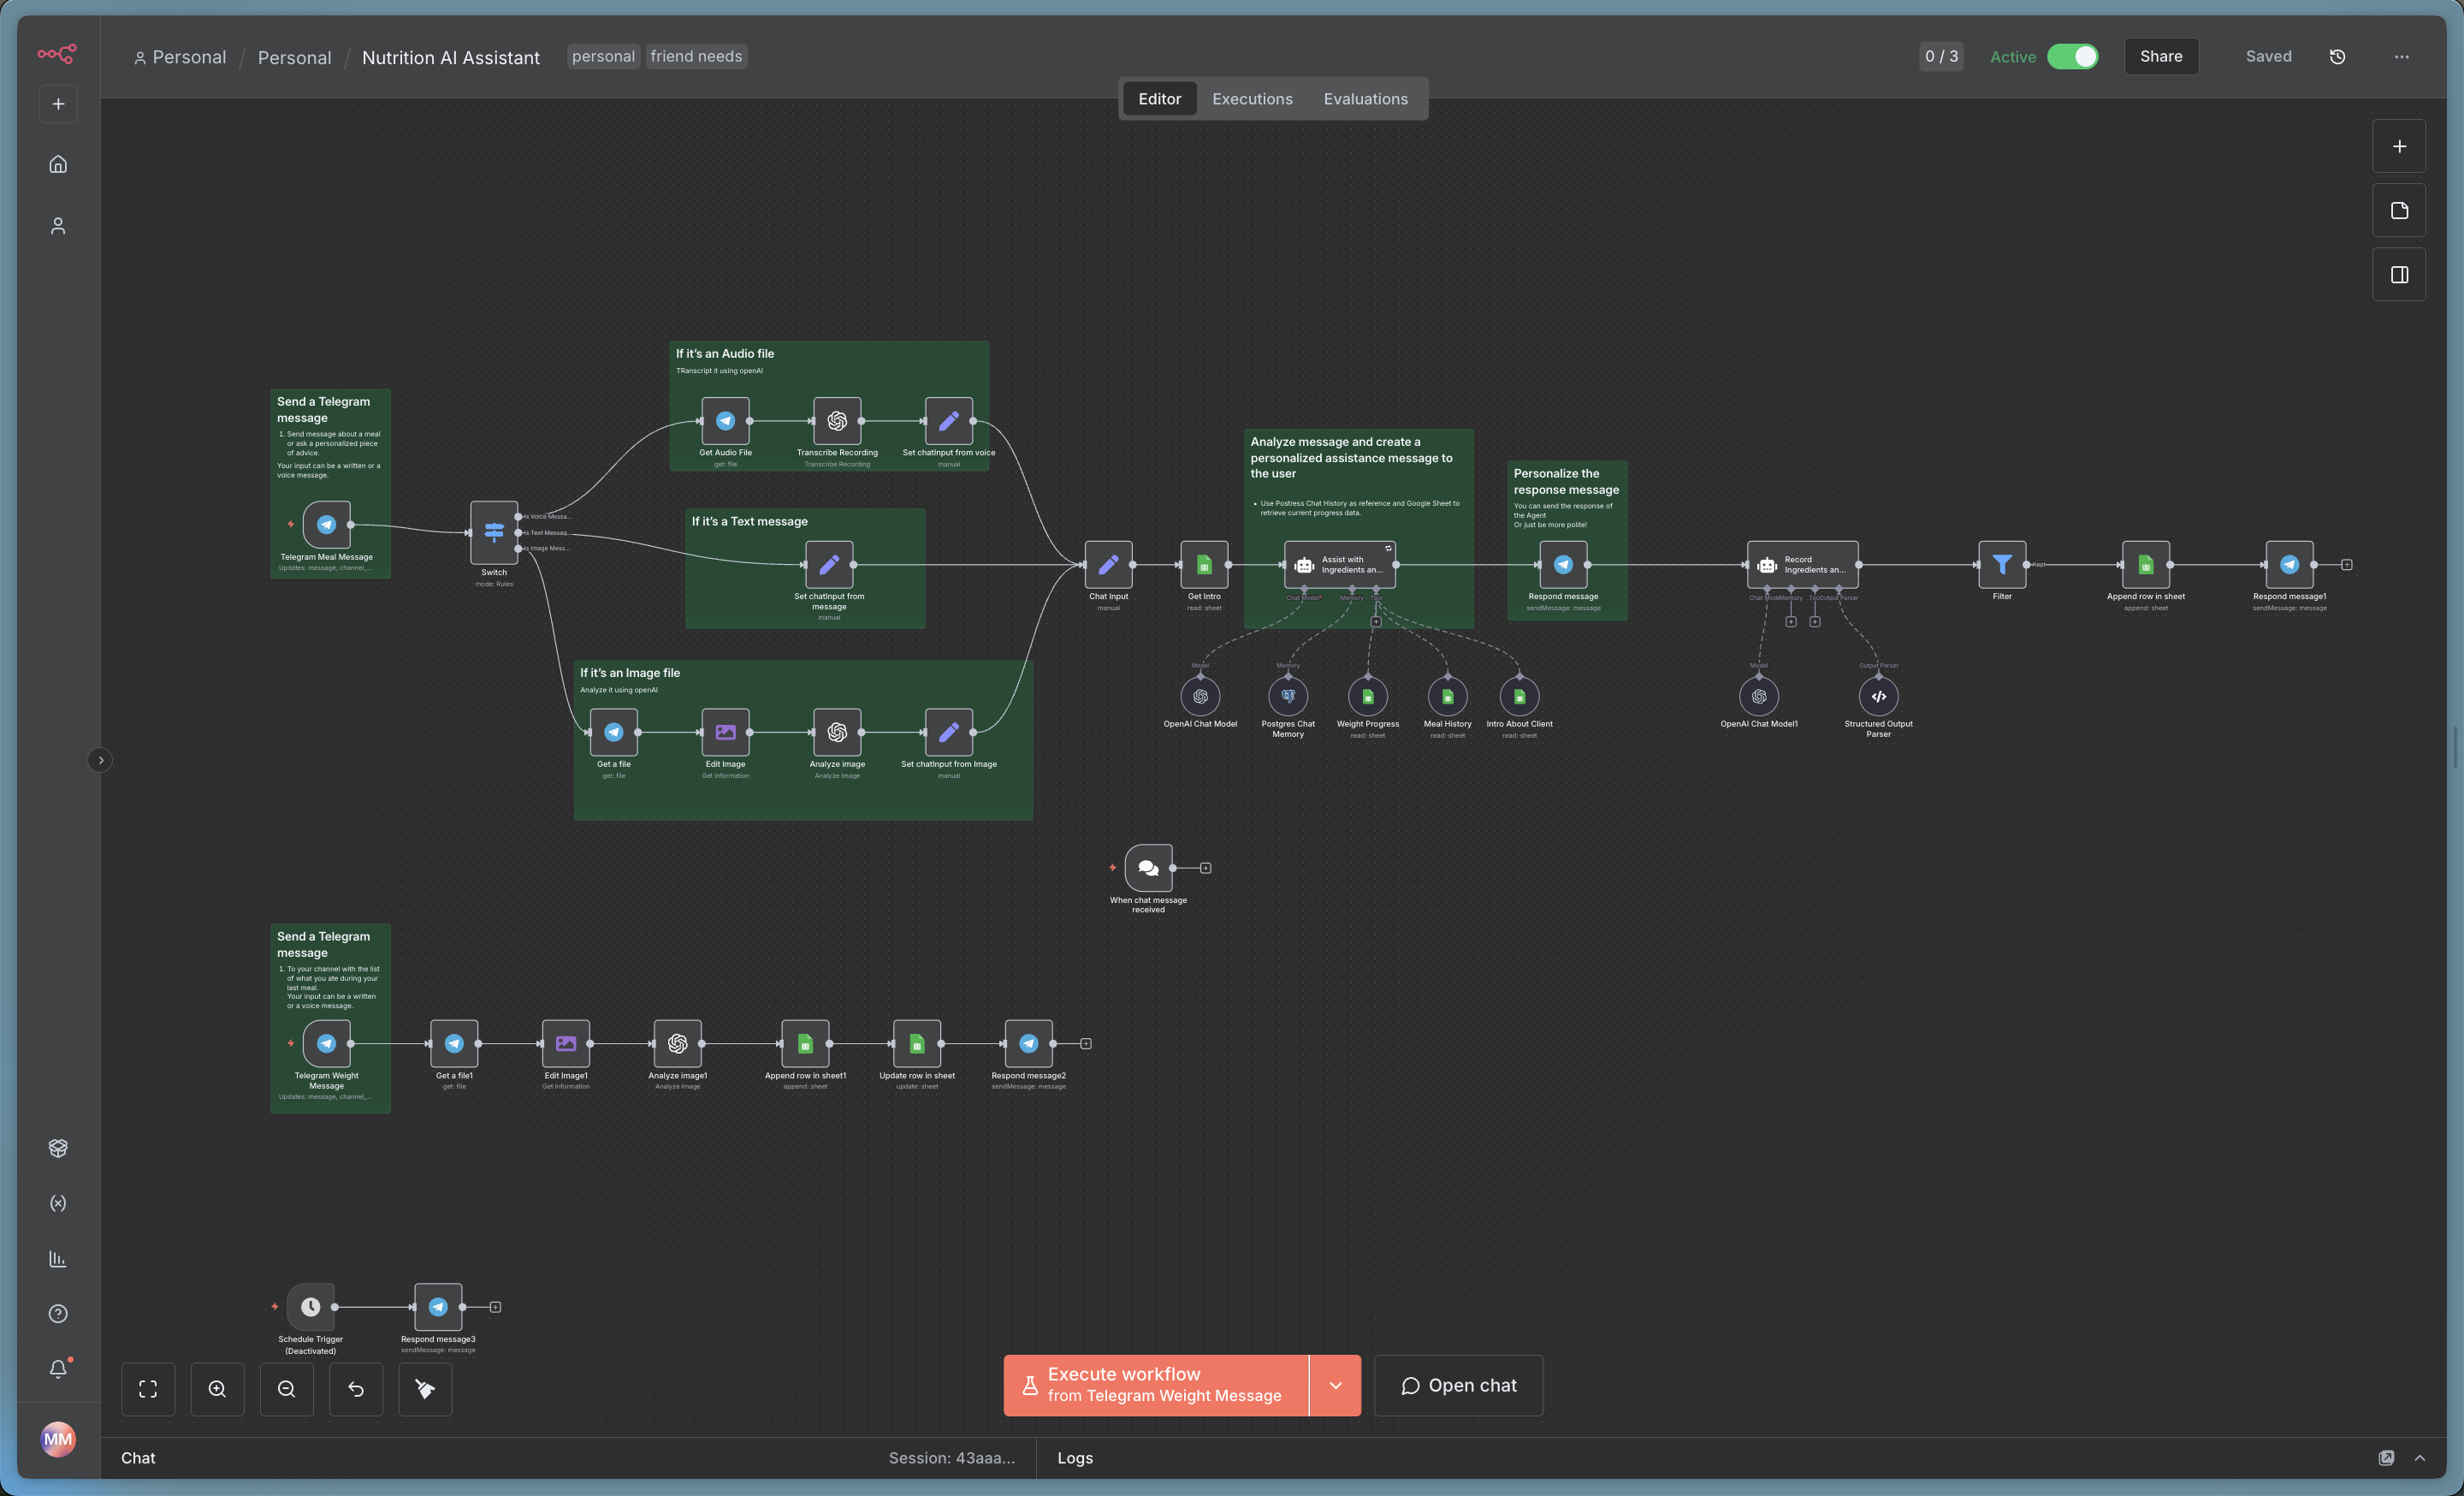 Personal / Personal / Nutrition AI Assistant personal friend needs
0 / 3 Active Share Saved
Editor Executions Evaluations
If it's an Audio file
TRanscript it using openAI
Get Audio File
get: file
Transcribe Recording
Transcribe Recording
Set chatInput from voice
manual
Send a Telegram
message
1. Send message about a meal
or ask a personalized piece
of advice.
Your input can be a written or a
voice message.
Telegram Meal Message
Updates: message, channel_...
Is Voice Messa...
Is Text Messag...
Is Image Mess...
Switch
mode: Rules
If it's a Text message
Set chatInput from
message
manual
If it's an Image file
Analyze it using openAI
Get a file
get: file
Edit Image
Get Information
Analyze image
Analyze Image
Set chatInput from Image
manual
Chat Input
manual
Get Intro
read: sheet
Analyze message and create a
personalized assistance message to
the user
• Use Postress Chat History as reference and Google Sheet to
retrieve current progress data.
Assist with
Ingredients an...
Chat Model*
Memory
Tool
Model
OpenAI Chat Model
Memory
Postgres Chat
Memory
Weight Progress
read: sheet
Meal History
read: sheet
Intro About Client
read: sheet
Personalize the
response message
You can send the response of
the Agent
Or just be more polite!
Respond message
sendMessage: message
Record
Ingredients an...
Memory
Output Parser
Model
OpenAI Chat Model1
Output Parser
Structured Output
Parser
Filter
Kept
Append row in sheet
append: sheet
Respond message1
sendMessage: message
When chat message
received
Send a Telegram
message
1. To your channel with the list
of what you ate during your
last meal.
Your input can be a written
or a voice message.
Telegram Weight
Message
Updates: message, channel_...
Get a file1
get: file
Edit Image1
Get Information
Analyze image1
Analyze Image
Append row in sheet1
append: sheet
Update row in sheet
update: sheet
Respond message2
sendMessage: message
Schedule Trigger
(Deactivated)
Respond message3
sendMessage: message
Execute workflow
from Telegram Weight Message
Open chat
MM
Chat Session: 43aaa... Logs